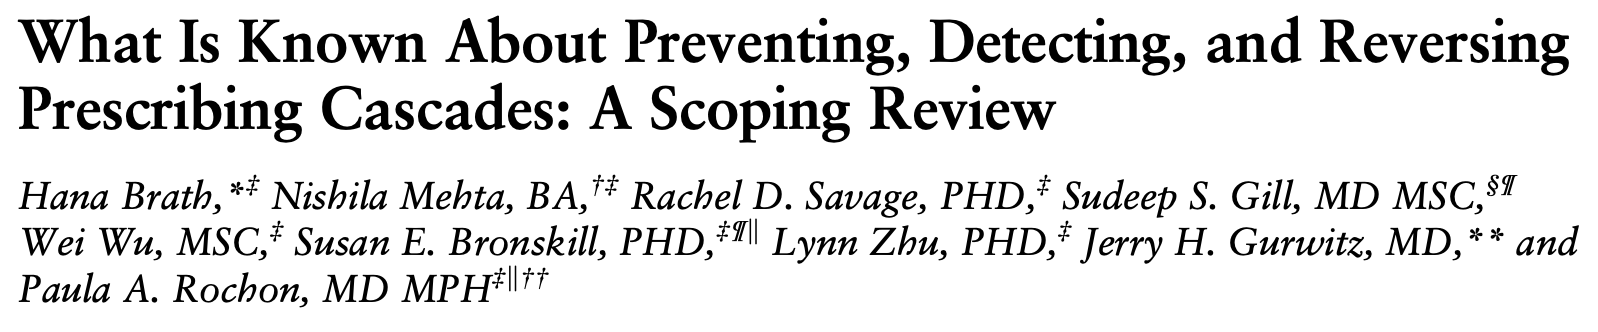 What Is Known About Preventing, Detecting, and Reversing
Prescribing Cascades: A Scoping Review
Hana Brath,*‡ Nishila Mehta, BA,†‡ Rachel D. Savage, PHD,‡ Sudeep S. Gill, MD MSC,§¶
Wei Wu, MSC,‡ Susan E. Bronskill, PHD,‡¶‖ Lynn Zhu, PHD,‡ Jerry H. Gurwitz, MD,** and
Paula A. Rochon, MD MPH‡‖††